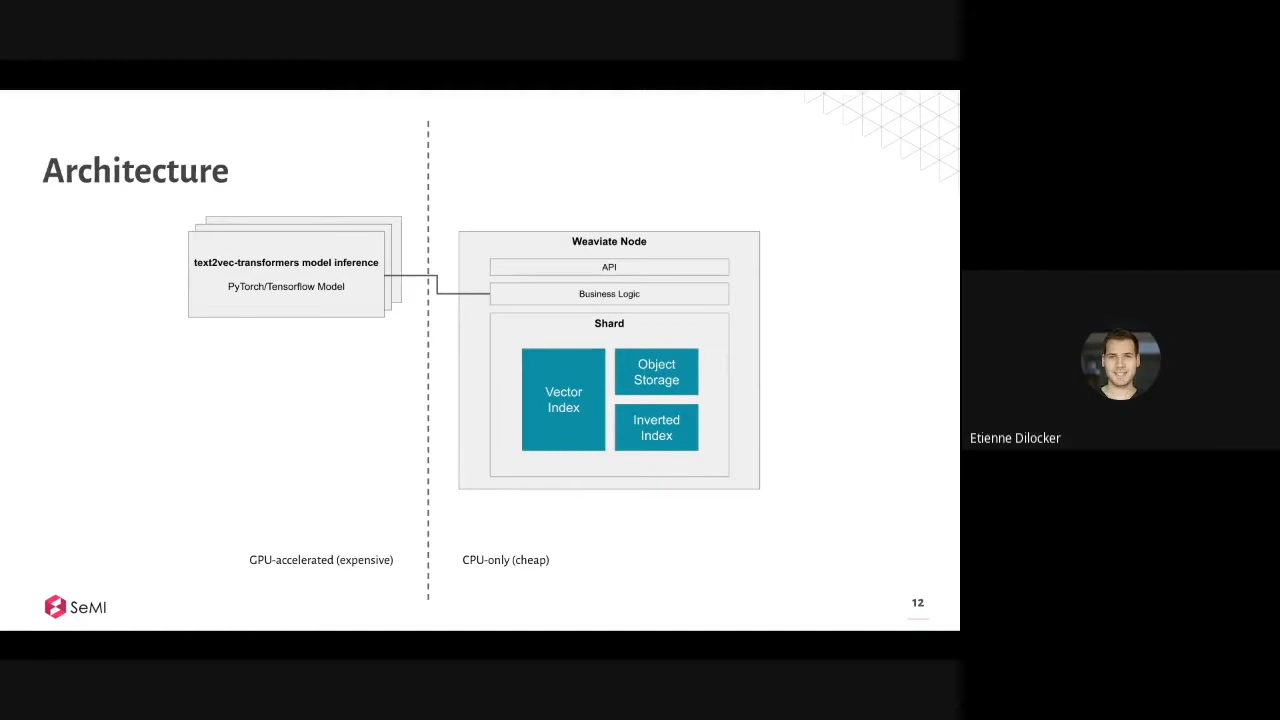 Architecture
text2vec-transformers model inference
PyTorch/Tensorflow Model
Weaviate Node
API
Business Logic
Shard
Vector
Index
Object
Storage
Inverted
Index
GPU-accelerated (expensive)
CPU-only (cheap)
SeMI
12
Etienne Dilocker